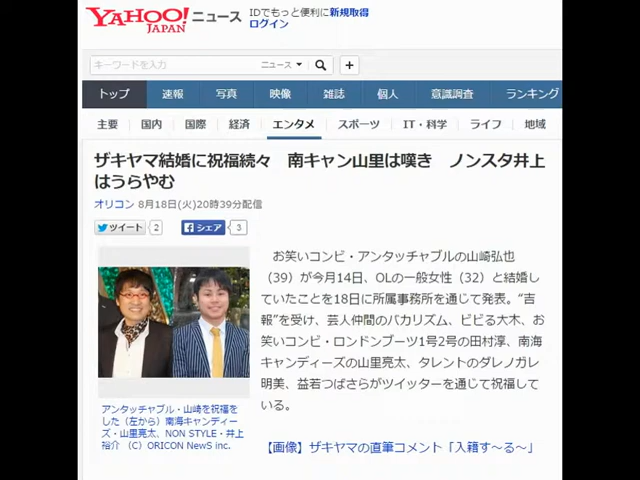 YAHOO! JAPAN ニュース
IDでもっと便利に新規取得
ログイン
キーワードを入力
ニュース
トップ 速報 写真 映像 雑誌 個人 意識調査 ランキング
主要 国内 国際 経済 エンタメ スポーツ IT・科学 ライフ 地域
ザキヤマ結婚に祝福続々 南キャン山里は嘆き ノンスタ井上
はうらやむ
オリコン 8月18日(火)20時39分配信
ツイート 2 シェア 3
お笑いコンビ・アンタッチャブルの山崎弘也
(39)が今月14日、OLの一般女性(32)と結婚し
ていたことを18日に所属事務所を通じて発表。“吉
報”を受け、芸人仲間のバカリズム、ビビる大木、お
笑いコンビ・ロンドンブーツ1号2号の田村淳、南海
キャンディーズの山里亮太、タレントのダレノガレ
明美、益若つばさらがツイッターを通じて祝福して
いる。
アンタッチャブル・山崎を祝福を
した(左から)南海キャンディー
ズ・山里亮太、NON STYLE・井上
裕介 (C)ORICON NewS inc.
【画像】ザキヤマの直筆コメント「入籍す~る~」